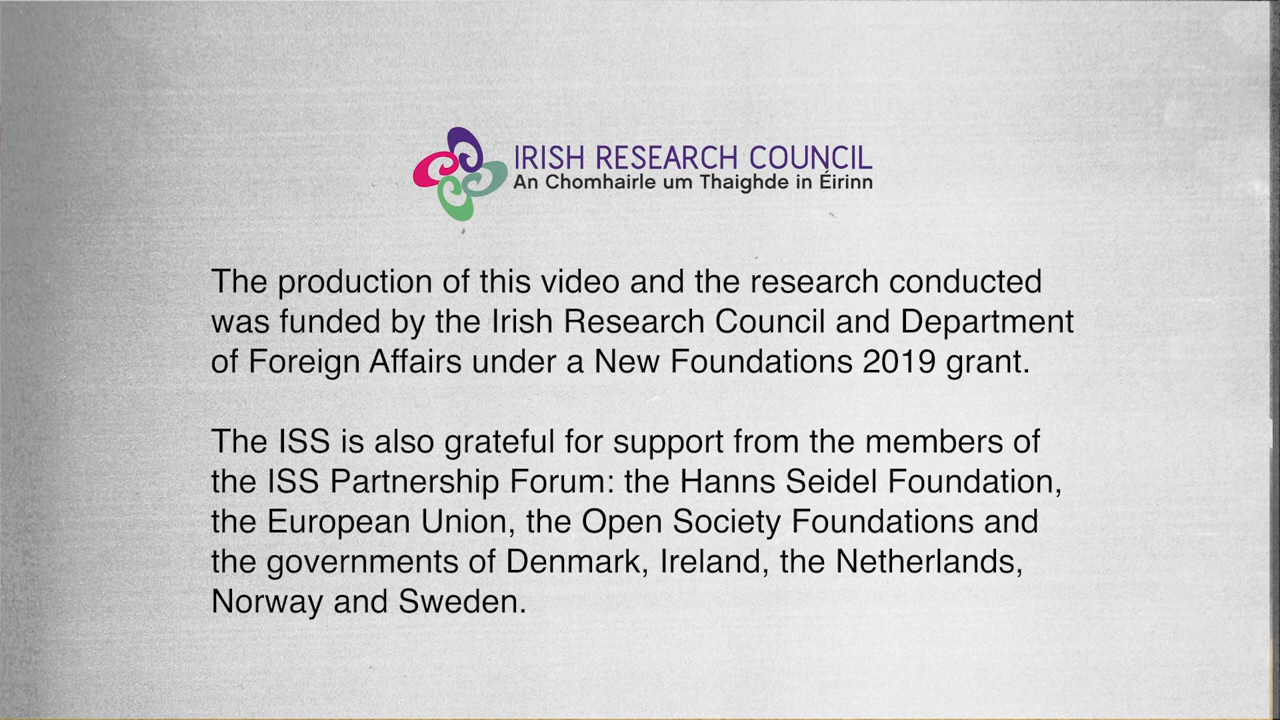 IRISH RESEARCH COUNCIL
An Chomhairle um Thaighde in Éirinn
The production of this video and the research conducted
was funded by the Irish Research Council and Department
of Foreign Affairs under a New Foundations 2019 grant.
The ISS is also grateful for support from the members of
the ISS Partnership Forum: the Hanns Seidel Foundation,
the European Union, the Open Society Foundations and
the governments of Denmark, Ireland, the Netherlands,
Norway and Sweden.